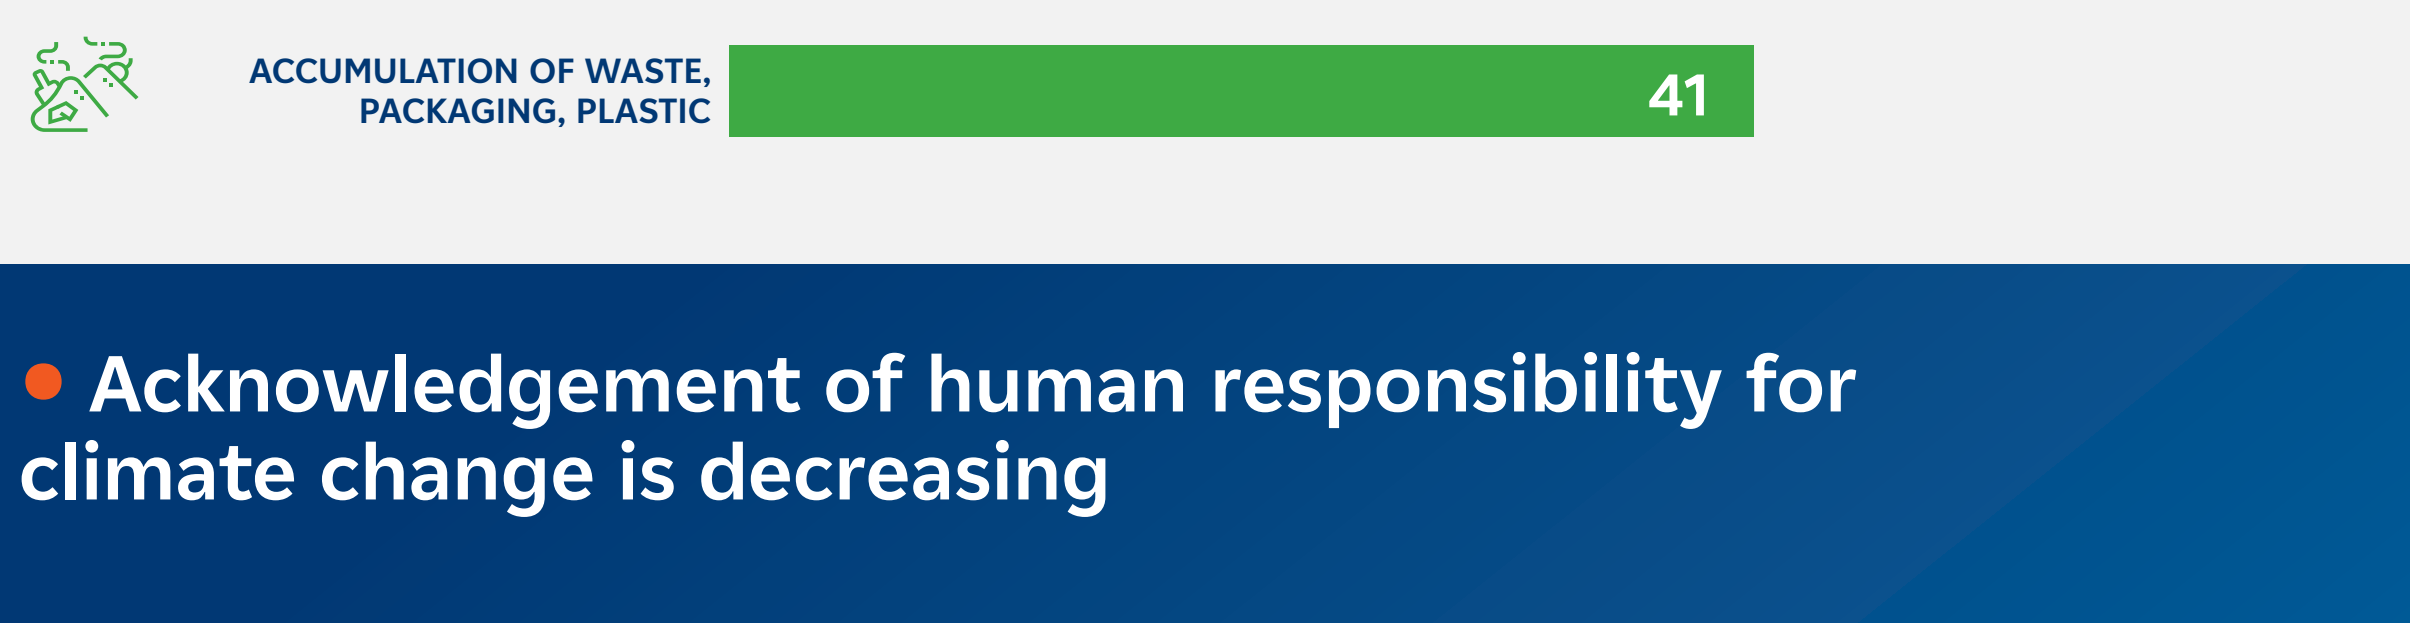 ACCUMULATION OF WASTE,
PACKAGING, PLASTIC
41
• Acknowledgement of human responsibility for
climate change is decreasing